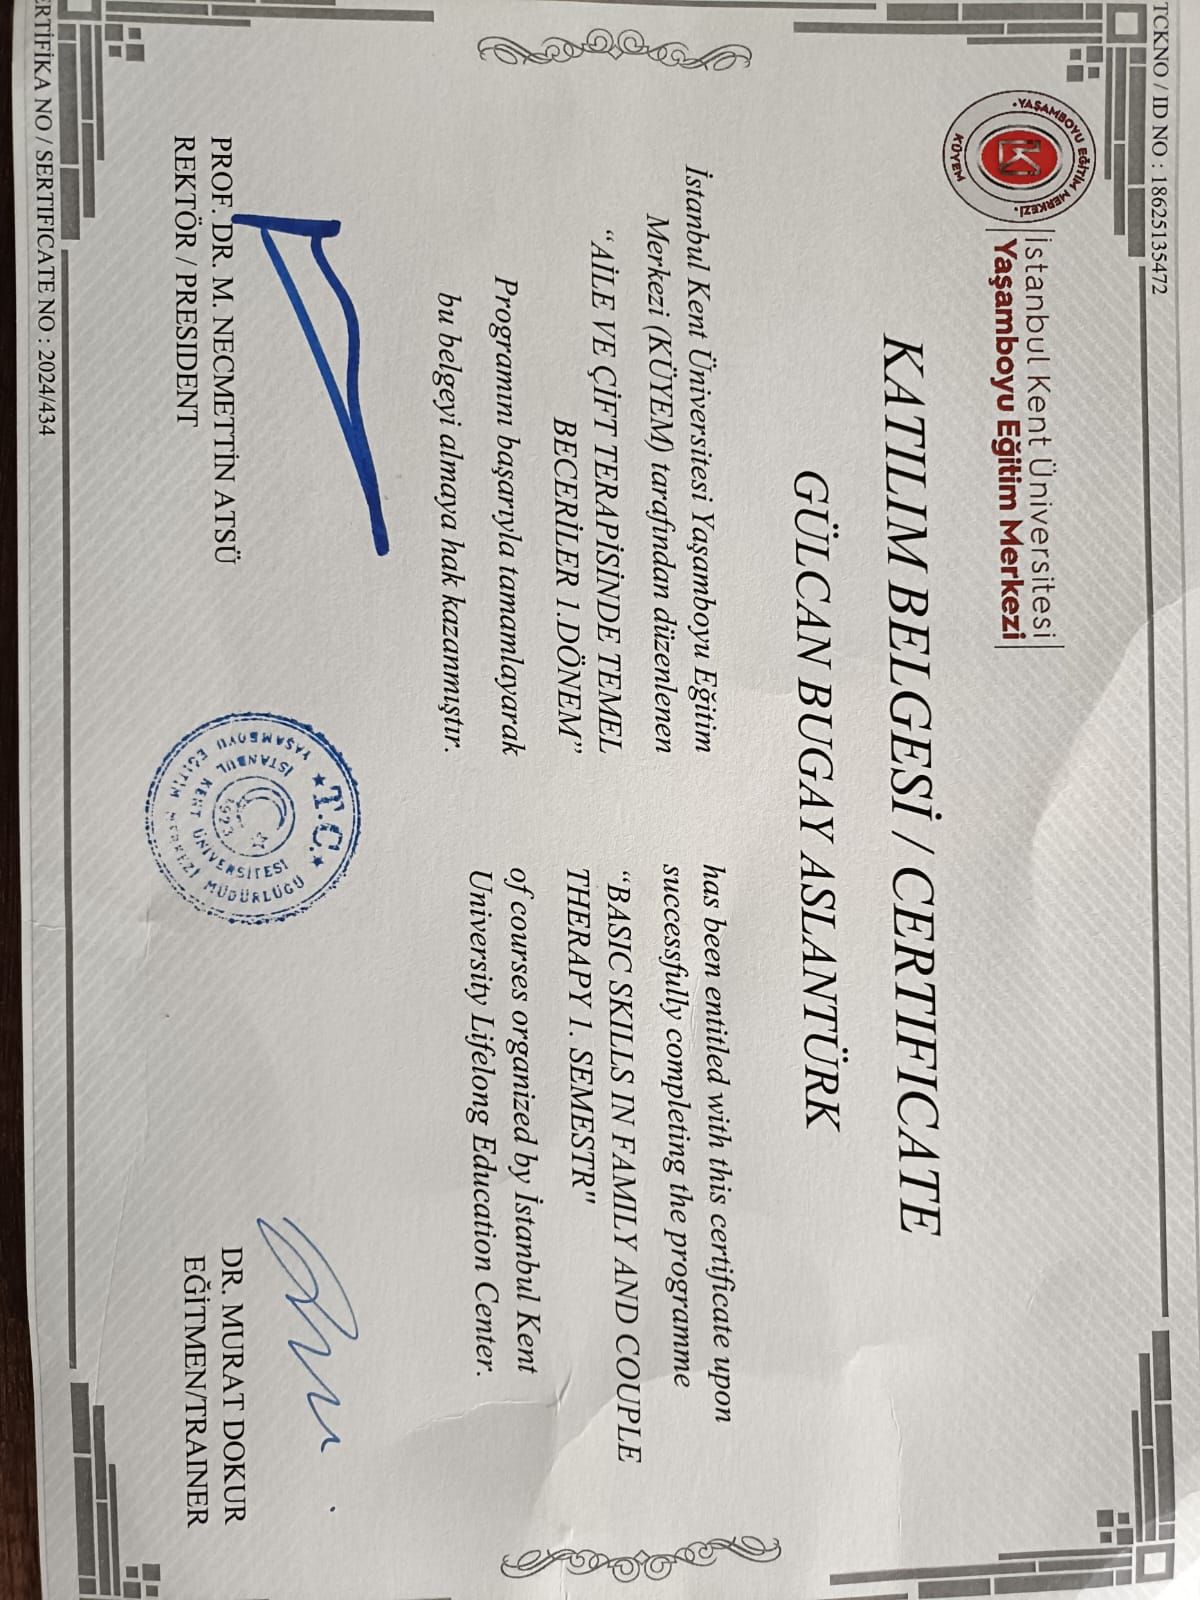 TCKNO / ID NO : 18625135472
·YAŞAMBOYU EĞİTİM MERKEZİ·
KÜYEM
İstanbul Kent Üniversitesi
Yaşamboyu Eğitim Merkezi
KATILIM BELGESİ / CERTIFICATE
GÜLCAN BUGAY ASLANTÜRK
İstanbul Kent Üniversitesi Yaşamboyu Eğitim
Merkezi (KÜYEM) tarafından düzenlenen
“AİLE VE ÇİFT TERAPİSİNDE TEMEL
BECERİLER 1.DÖNEM”
Programını başarıyla tamamlayarak
bu belgeyi almaya hak kazanmıştır.
has been entitled with this certificate upon
successfully completing the programme
“BASIC SKILLS IN FAMILY AND COUPLE
THERAPY 1. SEMESTR"
of courses organized by İstanbul Kent
University Lifelong Education Center.
PROF. DR. M. NECMETTİN ATSÜ
REKTÖR / PRESIDENT
T.C.
İSTANBUL KENT ÜNİVERSİTESİ
YAŞAMBOYU EĞİTİM MERKEZİ MÜDÜRLÜĞÜ
1923
DR. MURAT DOKUR
EĞİTMEN/TRAINER
ERTİFİKA NO / SERTIFICATE NO : 2024/434